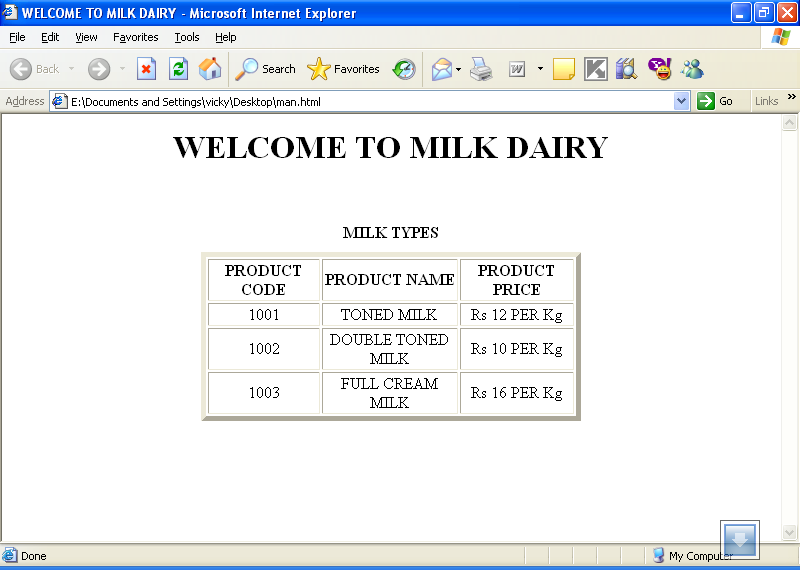 WELCOME TO MILK DAIRY - Microsoft Internet Explorer
File Edit View Favorites Tools Help
Back Search Favorites W K Y!
Address E:\Documents and Settings\vicky\Desktop\man.html Go Links »
WELCOME TO MILK DAIRY
MILK TYPES
PRODUCT CODE PRODUCT NAME PRODUCT PRICE
1001 TONED MILK Rs 12 PER Kg
1002 DOUBLE TONED MILK Rs 10 PER Kg
1003 FULL CREAM MILK Rs 16 PER Kg
Done My Computer